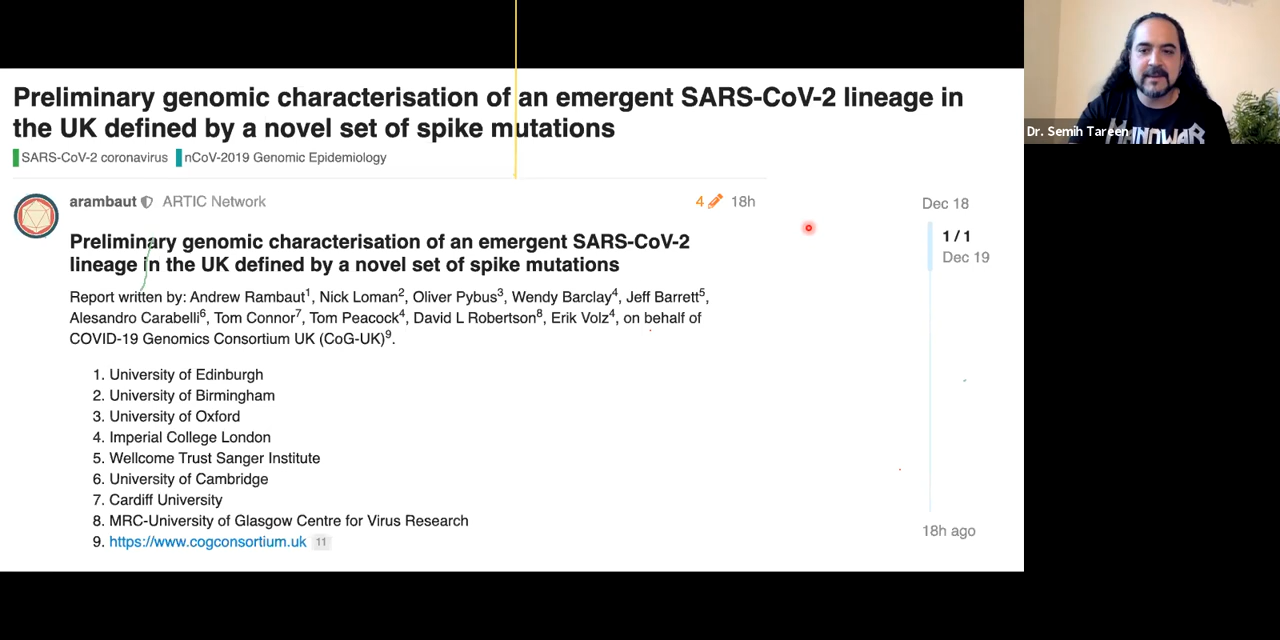 Preliminary genomic characterisation of an emergent SARS-CoV-2 lineage in
the UK defined by a novel set of spike mutations
SARS-CoV-2 coronavirus nCoV-2019 Genomic Epidemiology
arambaut ARTIC Network 4 18h
Preliminary genomic characterisation of an emergent SARS-CoV-2
lineage in the UK defined by a novel set of spike mutations
Report written by: Andrew Rambaut1, Nick Loman2, Oliver Pybus3, Wendy Barclay4, Jeff Barrett5,
Alesandro Carabelli6, Tom Connor7, Tom Peacock4, David L Robertson8, Erik Volz4, on behalf of
COVID-19 Genomics Consortium UK (CoG-UK)9.
1. University of Edinburgh
2. University of Birmingham
3. University of Oxford
4. Imperial College London
5. Wellcome Trust Sanger Institute
6. University of Cambridge
7. Cardiff University
8. MRC-University of Glasgow Centre for Virus Research
9. https://www.cogconsortium.uk 11
Dec 18
1 / 1
Dec 19
18h ago
Dr. Semih Tareen
MANOWAR